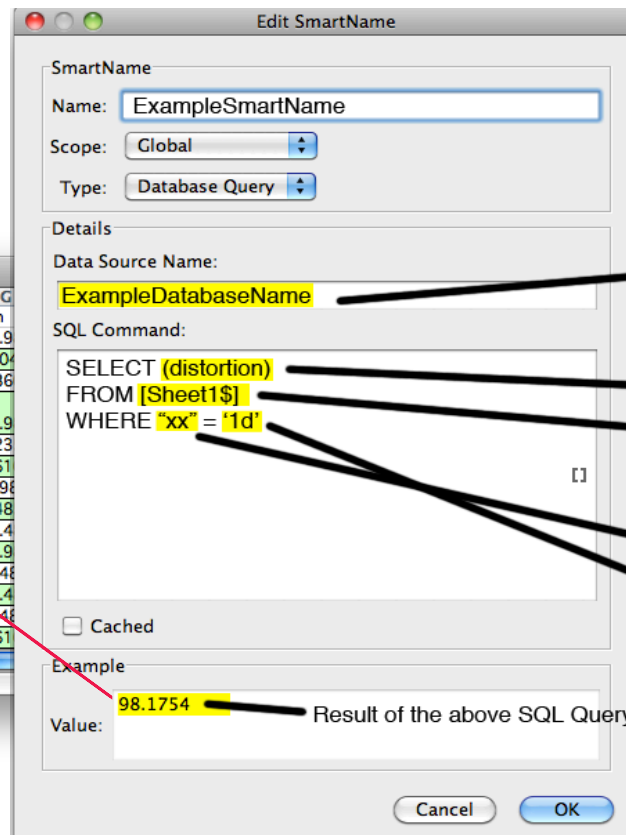 Edit SmartName
SmartName
Name: ExampleSmartName
Scope: Global
Type: Database Query
Details
Data Source Name:
ExampleDatabaseName
SQL Command:
SELECT (distortion)
FROM [Sheet1$]
WHERE “xx” = ‘1d’
[]
Cached
Example
Value: 98.1754
Result of the above SQL Query
Cancel OK